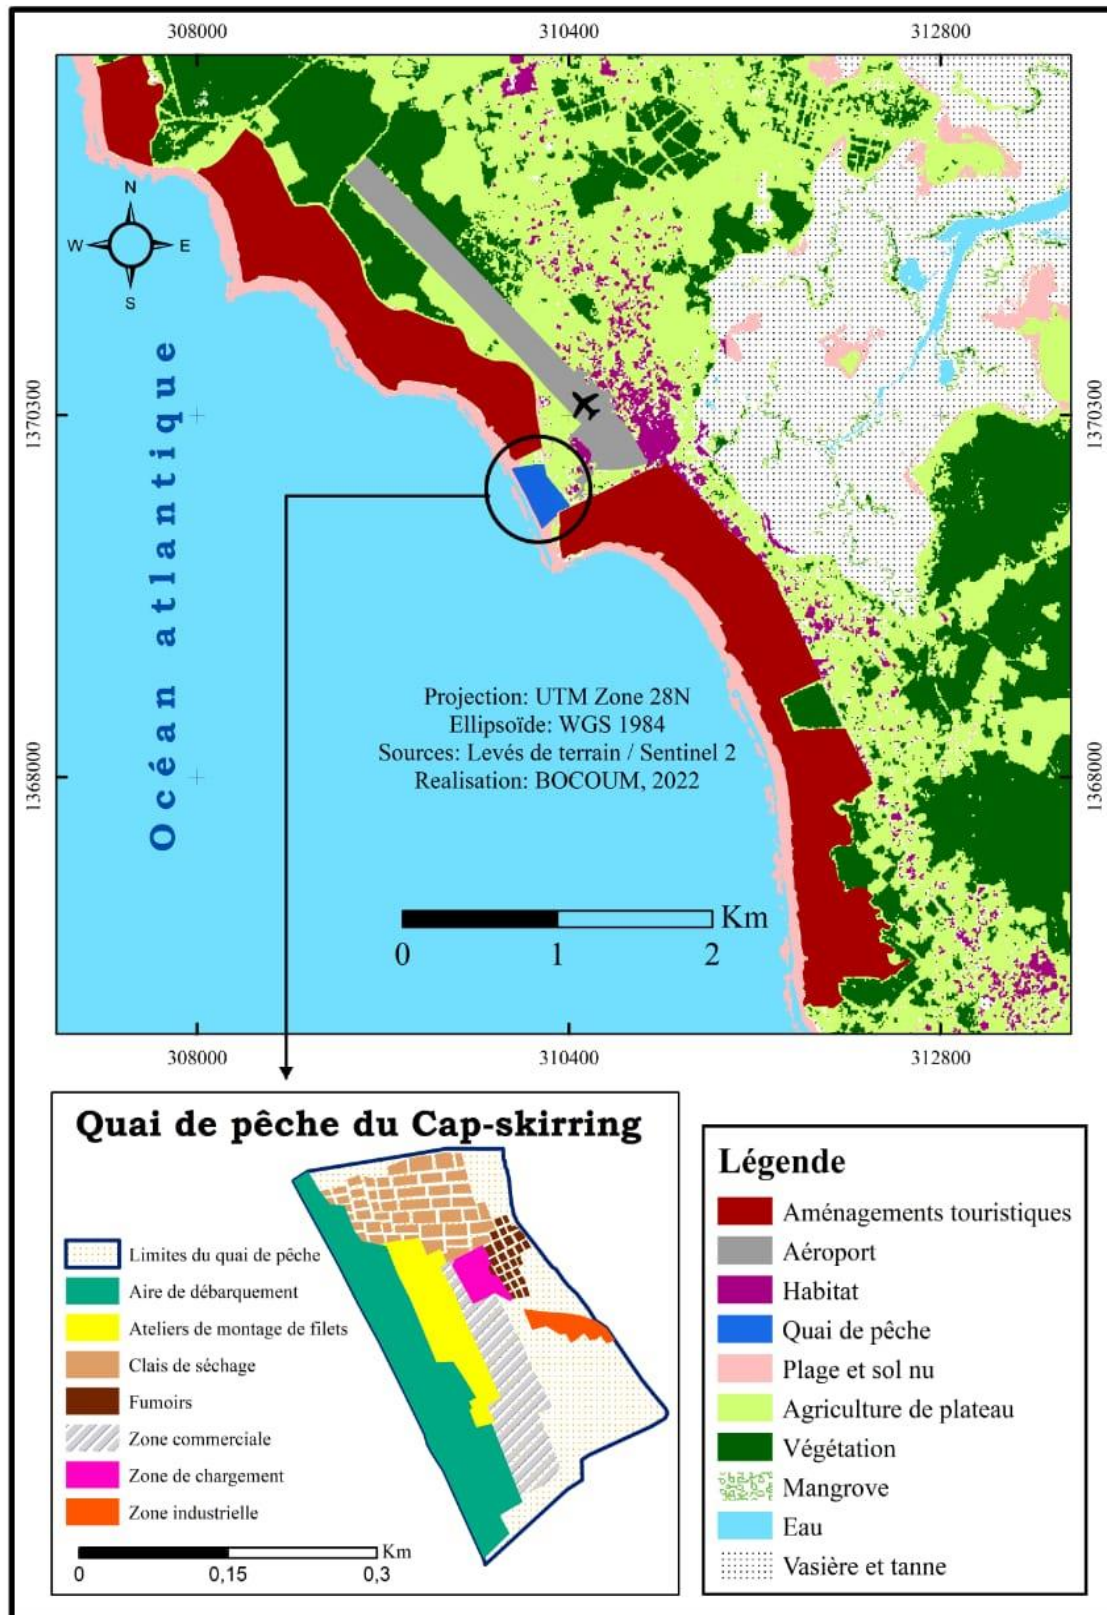 308000 310400 312800
N
W E
S
Océan atlantique
1370300 1370300
1368000 1368000
Projection: UTM Zone 28N
Ellipsoïde: WGS 1984
Sources: Levés de terrain / Sentinel 2
Realisation: BOCOUM, 2022
Km
0 1 2
308000 310400 312800
Quai de pêche du Cap-skirring
Limites du quai de pêche
Aire de débarquement
Ateliers de montage de filets
Clais de séchage
Fumoirs
Zone commerciale
Zone de chargement
Zone industrielle
Km
0 0,15 0,3
Légende
Aménagements touristiques
Aéroport
Habitat
Quai de pêche
Plage et sol nu
Agriculture de plateau
Végétation
Mangrove
Eau
Vasière et tanne